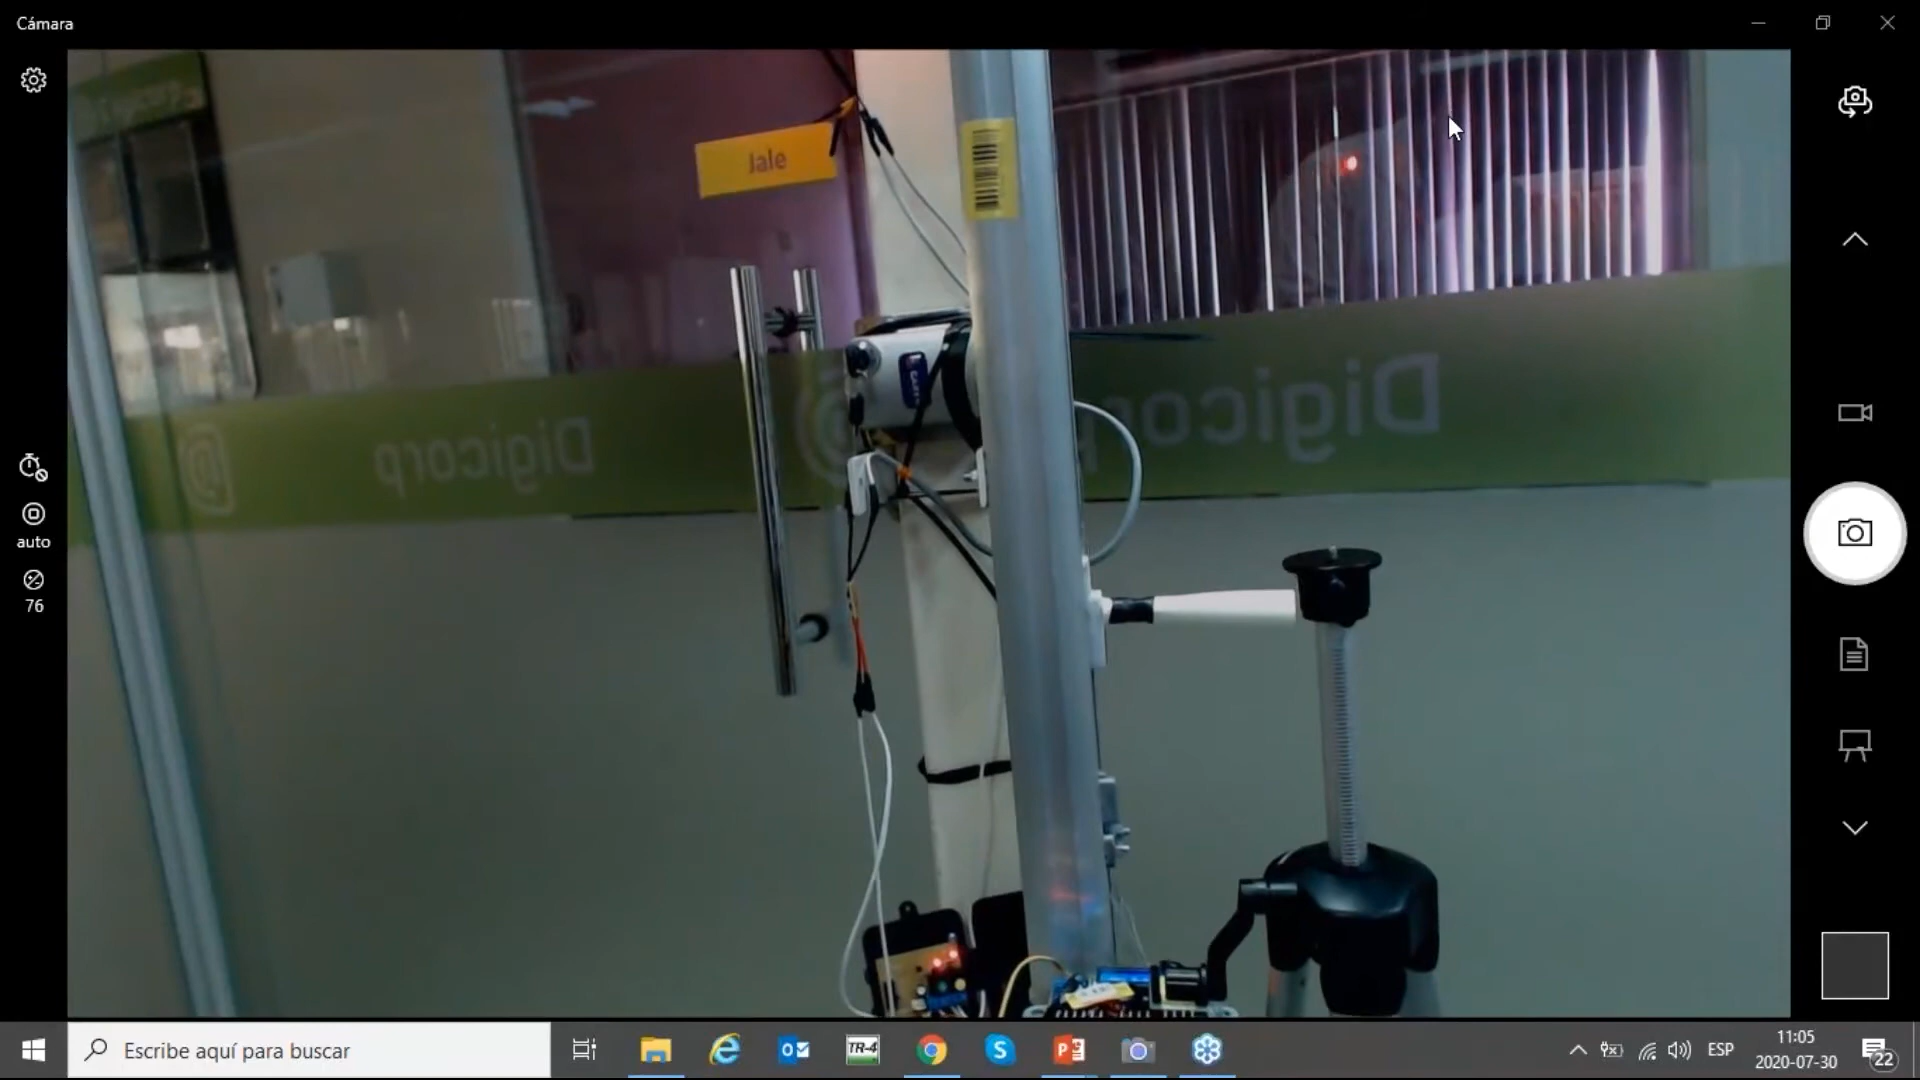 Cámara
Jale
Digicorp
Digicorp
auto
76
Escribe aquí para buscar
TR-4
ESP
11:05
2020-07-30
22